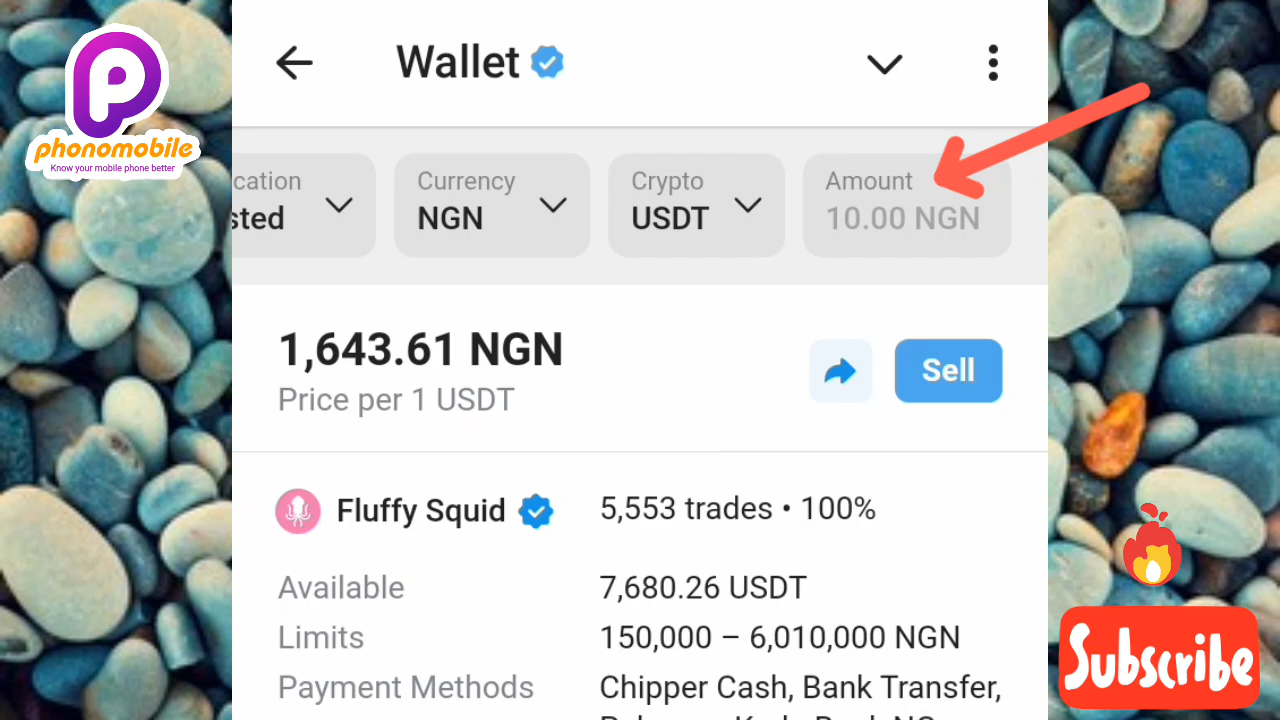 phonomobile
Know your mobile phone better
Wallet
cation
sted
Currency
NGN
Crypto
USDT
Amount
10.00 NGN
1,643.61 NGN
Price per 1 USDT
Sell
Fluffy Squid
5,553 trades • 100%
Available
7,680.26 USDT
Limits
150,000 – 6,010,000 NGN
Payment Methods
Chipper Cash, Bank Transfer,
Subscribe